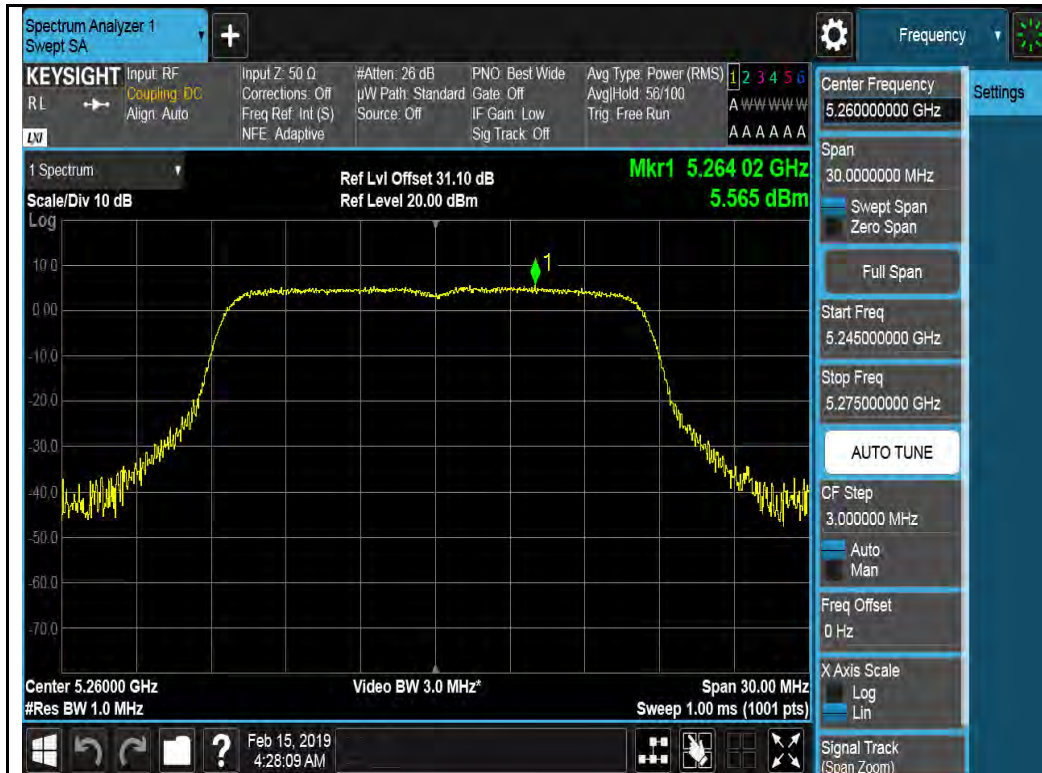 Spectrum Analyzer 1
Swept SA
+
Frequency
KEYSIGHT
RL
LXI
Input: RF
Coupling: DC
Align: Auto
Input Z: 50 Ω
Corrections: Off
Freq Ref: Int (S)
NFE: Adaptive
#Atten: 26 dB
µW Path: Standard
Source: Off
PNO: Best Wide
Gate: Off
IF Gain: Low
Sig Track: Off
Avg Type: Power (RMS)
Avg|Hold: 56/100
Trig: Free Run
1 2 3 4 5 6
A W W W W W
A A A A A A
1 Spectrum
Scale/Div 10 dB
Ref Lvl Offset 31.10 dB
Ref Level 20.00 dBm
Mkr1 5.264 02 GHz
5.565 dBm
Log
1
10.0
0.00
-10.0
-20.0
-30.0
-40.0
-50.0
-60.0
-70.0
Center 5.26000 GHz
#Res BW 1.0 MHz
Video BW 3.0 MHz*
Span 30.00 MHz
Sweep 1.00 ms (1001 pts)
Center Frequency
5.260000000 GHz
Settings
Span
30.0000000 MHz
Swept Span
Zero Span
Full Span
Start Freq
5.245000000 GHz
Stop Freq
5.275000000 GHz
AUTO TUNE
CF Step
3.000000 MHz
Auto
Man
Freq Offset
0 Hz
X Axis Scale
Log
Lin
Signal Track
(Span Zoom)
?
Feb 15, 2019
4:28:09 AM